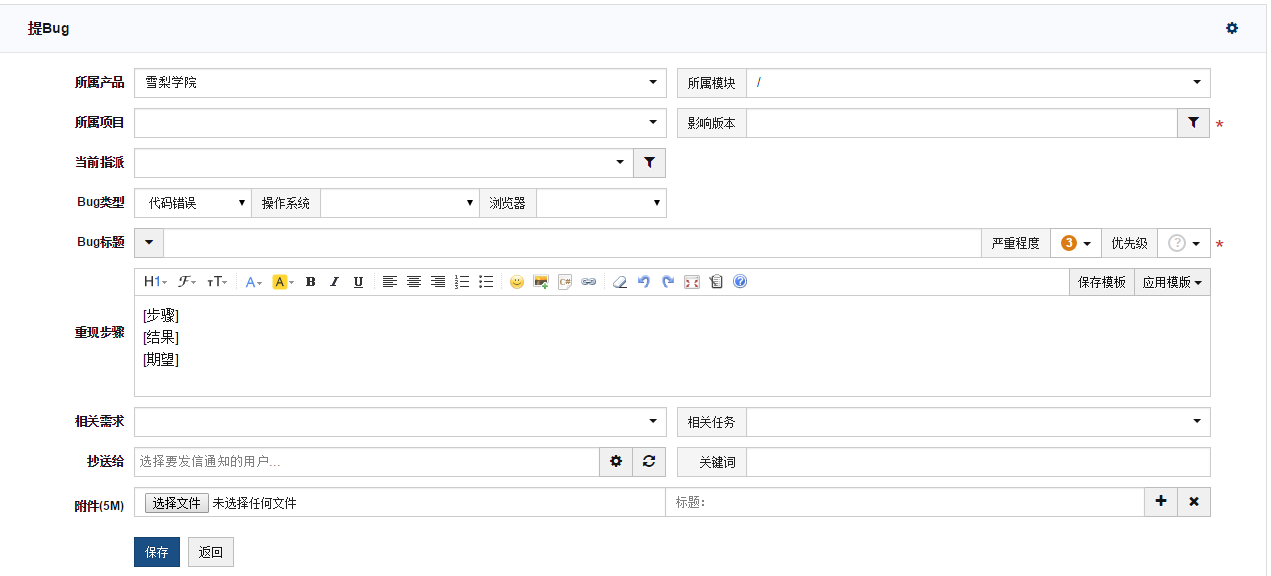 提Bug
所属产品 雪梨学院 所属模块 /
所属项目 影响版本 *
当前指派
Bug类型 代码错误 操作系统 浏览器
Bug标题 严重程度 3 优先级 ? *
H1 F TT A A B I U C# ? 保存模板 应用模版
重现步骤
[步骤]
[结果]
[期望]
相关需求 相关任务
抄送给 选择要发信通知的用户... 关键词
附件(5M) 选择文件 未选择任何文件 标题：
保存 返回